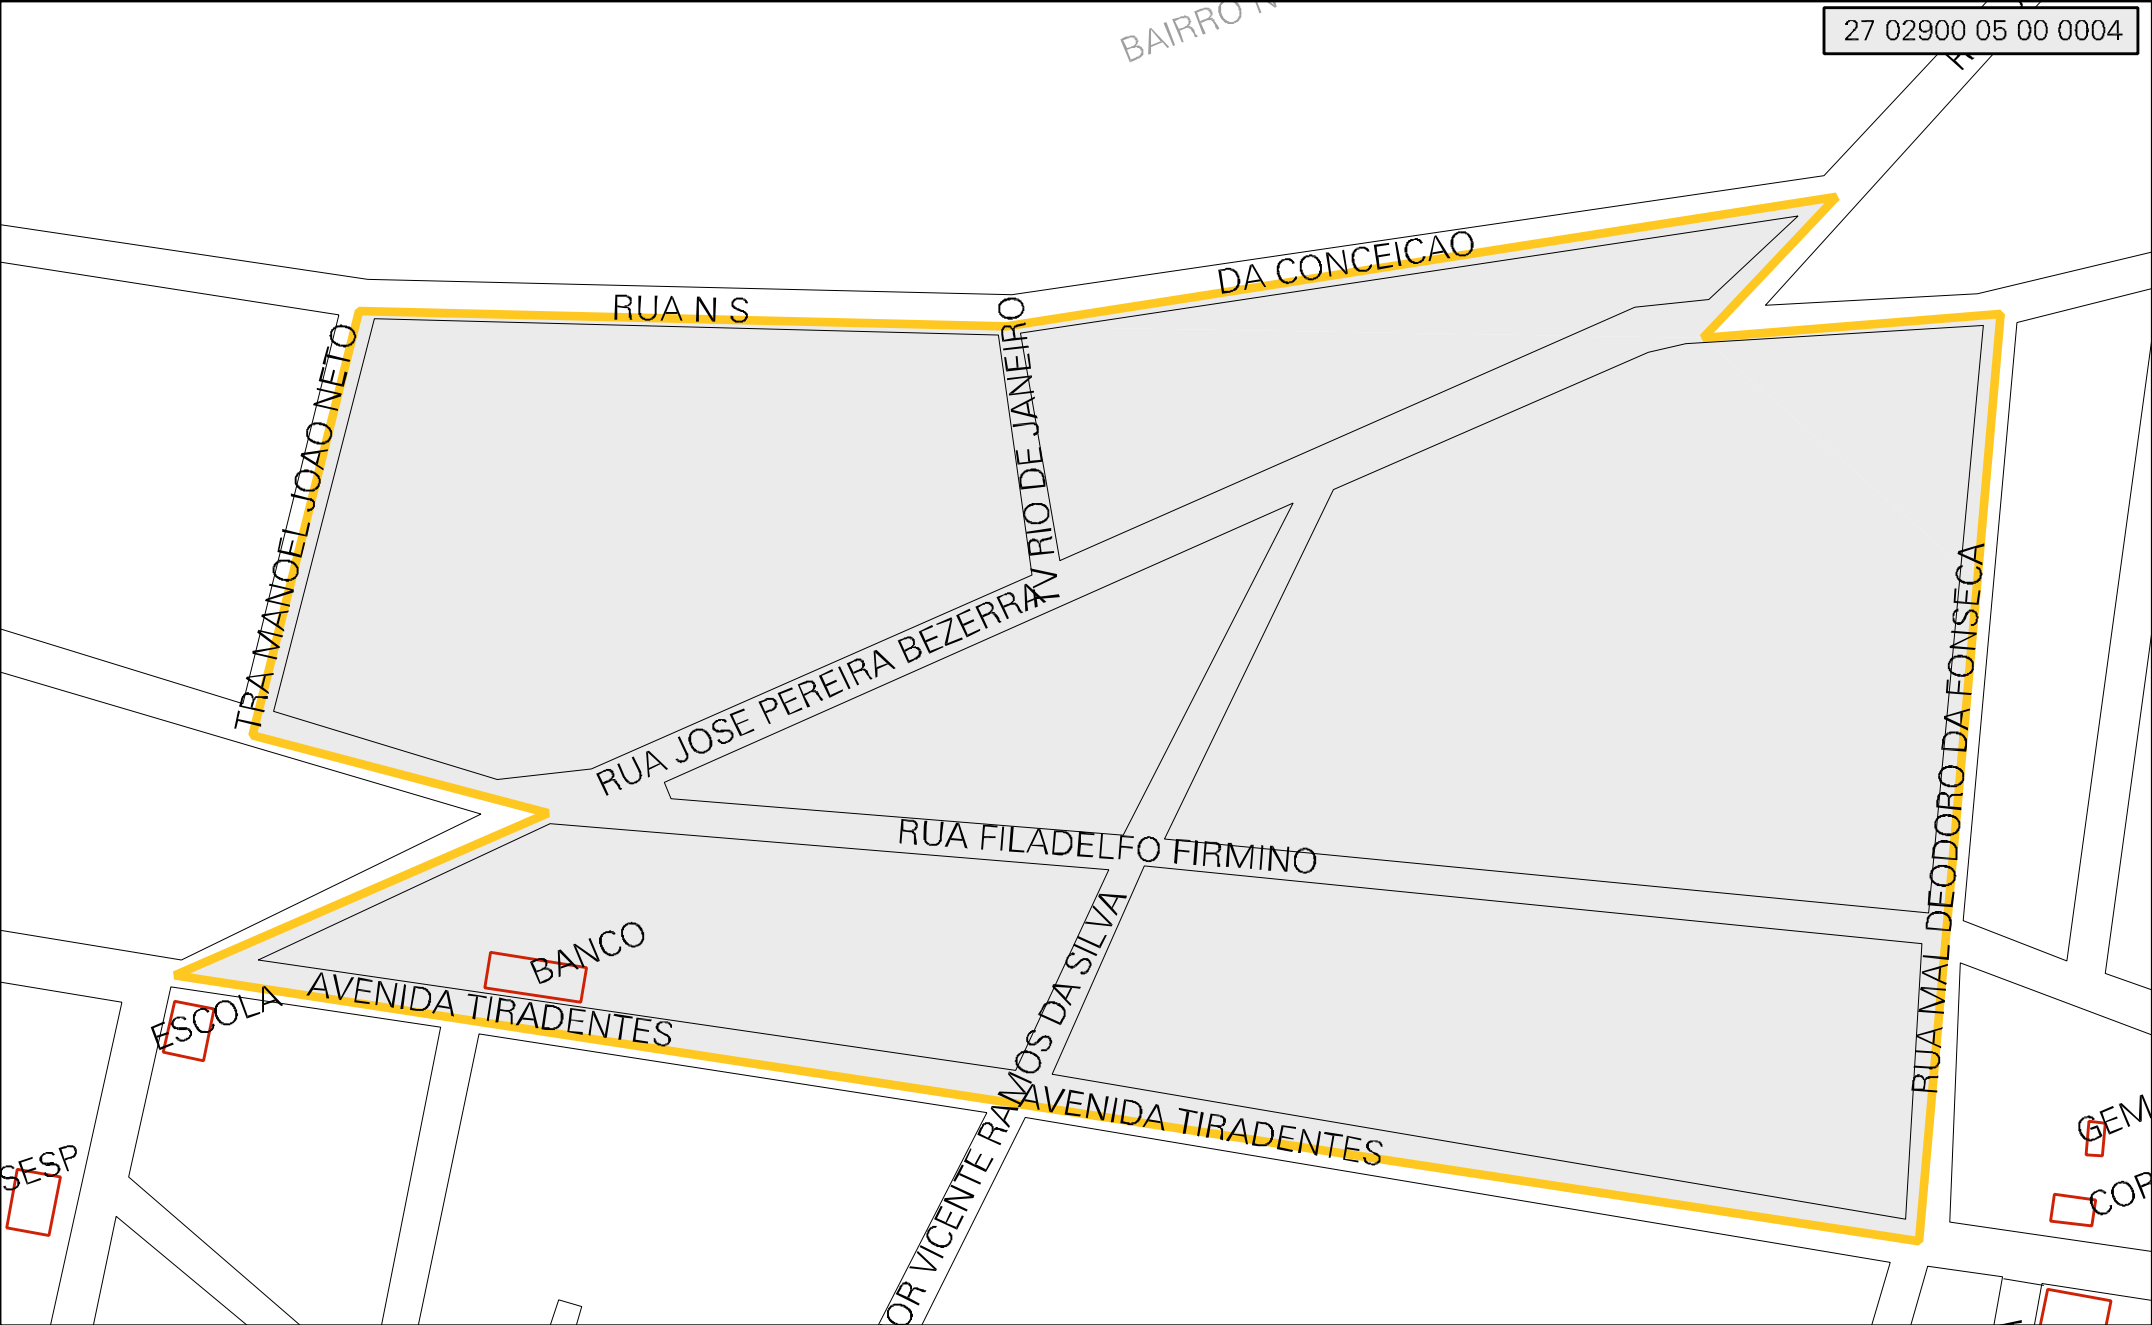 BAIRRO
27 02900 05 00 0004
DA CONCEICAO
RUA N S
TV RIO DE JANEIRO
TRA MANOEL JOAO NETO
RUA JOSE PEREIRA BEZERRA
RUA MAL DEODORO DA FONSECA
RUA FILADELFO FIRMINO
BANCO
ESCOLA
AVENIDA TIRADENTES
OR VICENTE RAMOS DA SILVA
AVENIDA TIRADENTES
SESP
GEM
COP